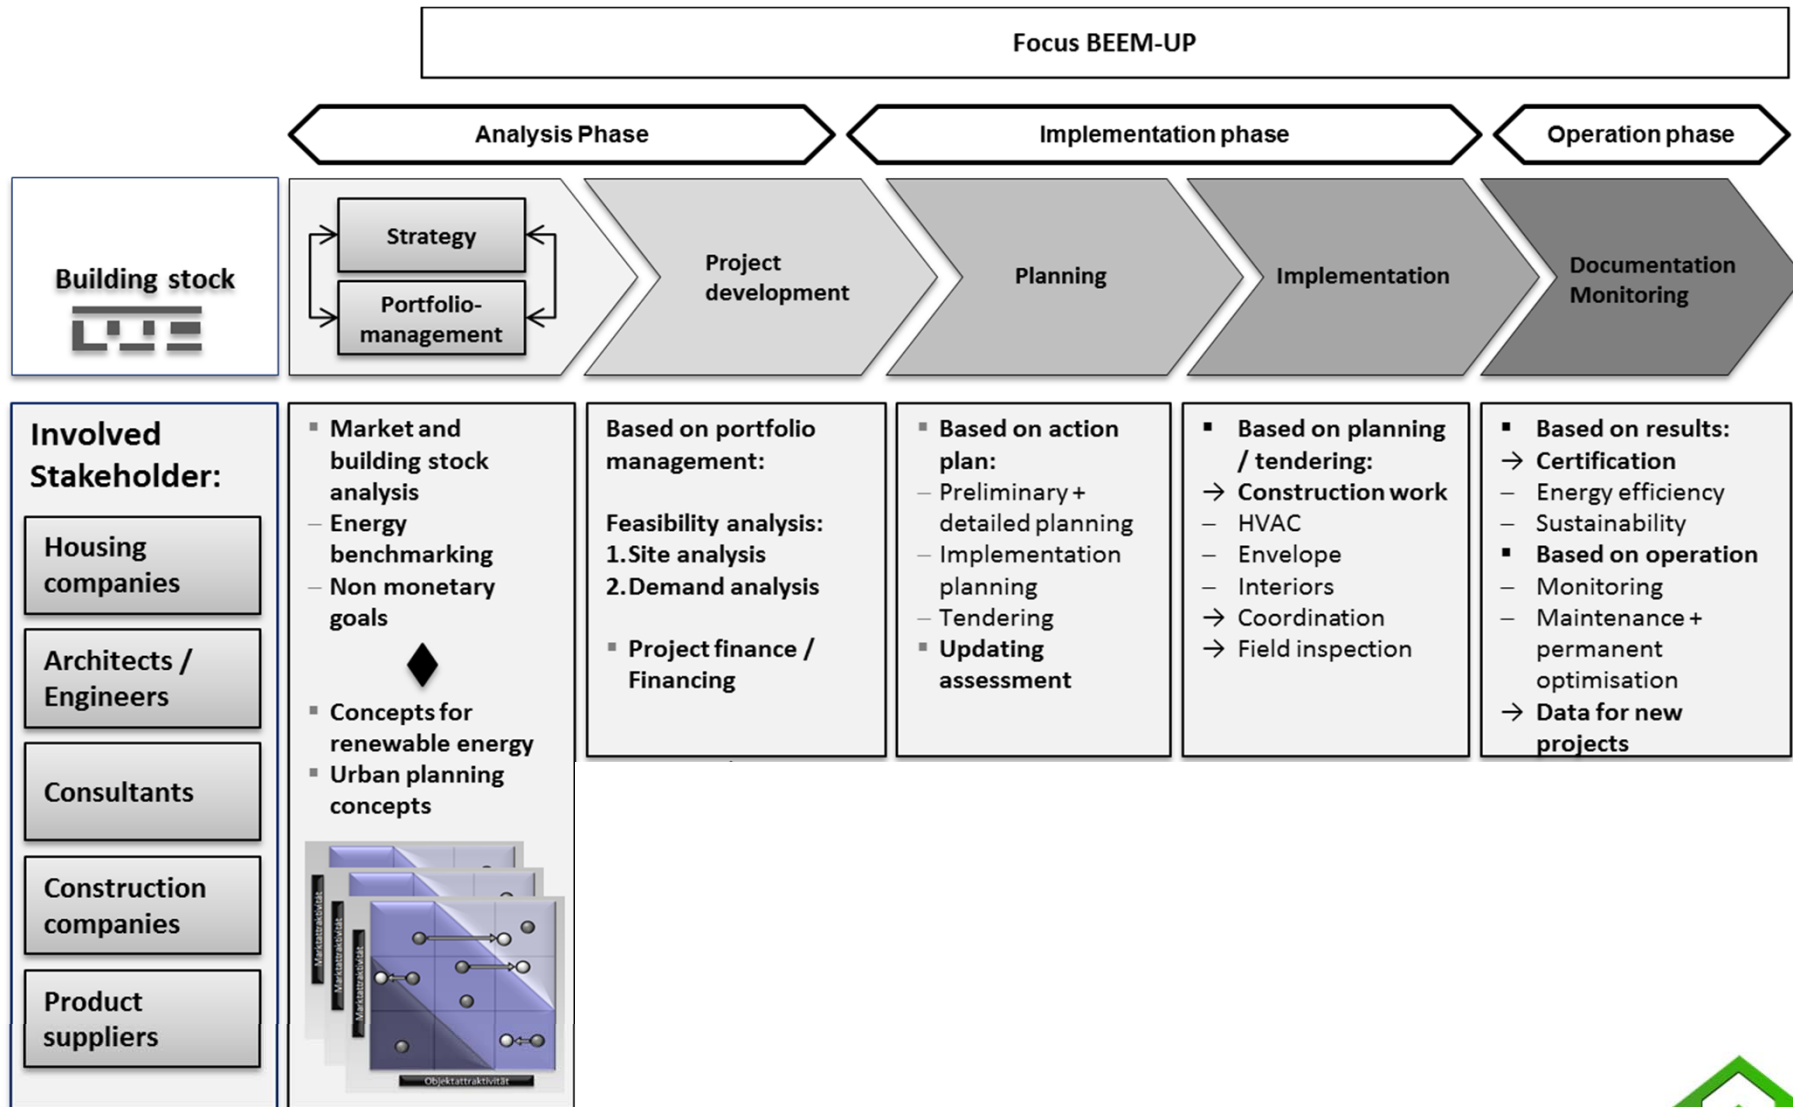 Focus BEEM-UP
Analysis Phase
Implementation phase
Operation phase
Building stock
Strategy
Portfolio-
management
Project
development
Planning
Implementation
Documentation
Monitoring
Involved
Stakeholder:
Housing
companies
Architects /
Engineers
Consultants
Construction
companies
Product
suppliers
▪ Market and
building stock
analysis
– Energy
benchmarking
– Non monetary
goals
▪ Concepts for
renewable energy
▪ Urban planning
concepts
Marktattraktivität
Marktattraktivität
Marktattraktivität
Objektattraktivität
Based on portfolio
management:
Feasibility analysis:
1.Site analysis
2.Demand analysis
▪ Project finance /
Financing
▪ Based on action
plan:
– Preliminary +
detailed planning
– Implementation
planning
– Tendering
▪ Updating
assessment
▪ Based on planning
/ tendering:
→ Construction work
– HVAC
– Envelope
– Interiors
→ Coordination
→ Field inspection
▪ Based on results:
→ Certification
– Energy efficiency
– Sustainability
▪ Based on operation
– Monitoring
– Maintenance +
permanent
optimisation
→ Data for new
projects